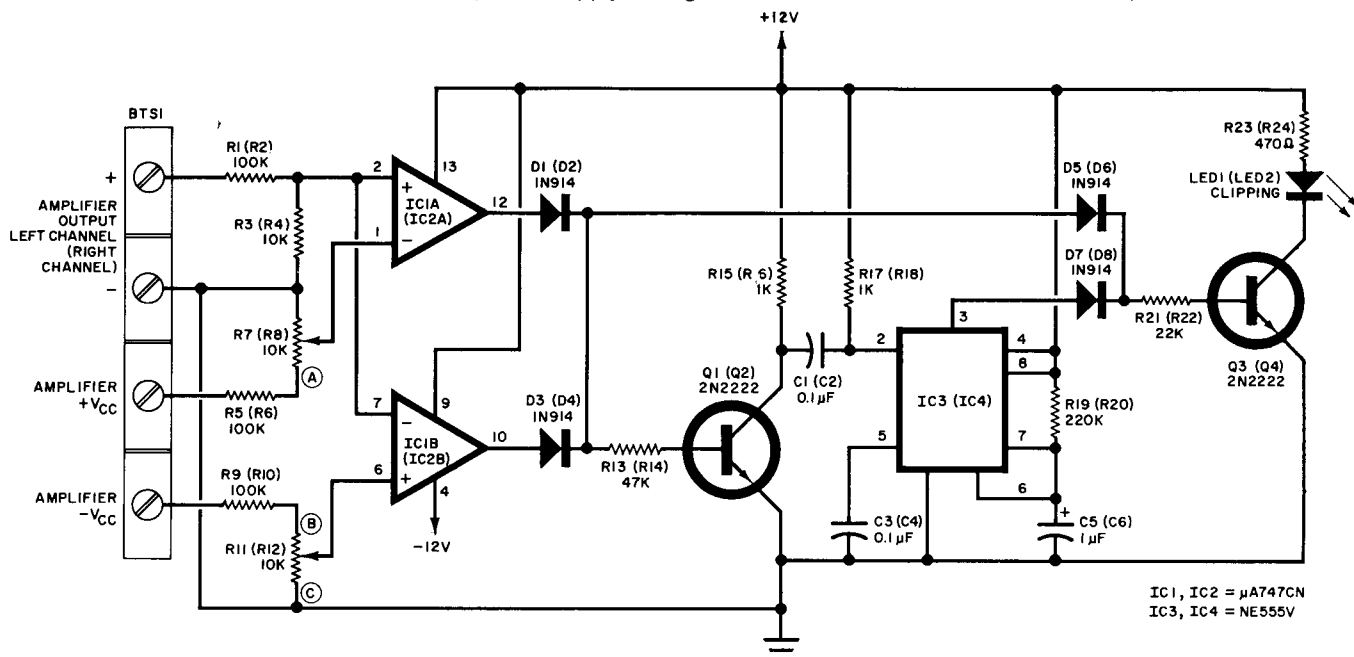 +12V
BTS1
R1 (R2)
100K
+
AMPLIFIER
OUTPUT
LEFT CHANNEL
(RIGHT
CHANNEL)
-
R3 (R4)
10K
R7 (R8)
10K
A
AMPLIFIER
+VCC
R5 (R6)
100K
AMPLIFIER
-VCC
R9 (R10)
100K
B
R11 (R12)
10K
C
2
13
+
IC1A
(IC2A)
12
1
-
D1 (D2)
1N914
7
9
-
IC1B
(IC2B)
10
6
+
4
-12V
D3 (D4)
1N914
R13 (R14)
47K
Q1 (Q2)
2N2222
R15 (R 6)
1K
R17 (R18)
1K
C1 (C2)
0.1µF
2
3
4
8
5
IC3 (IC4)
7
6
C3 (C4)
0.1µF
R19 (R20)
220K
+
C5 (C6)
1µF
D5 (D6)
1N914
D7 (D8)
1N914
R21 (R22)
22K
R23 (R24)
470Ω
LED1 (LED2)
CLIPPING
Q3 (Q4)
2N2222
IC1, IC2 = µA747CN
IC3, IC4 = NE555V